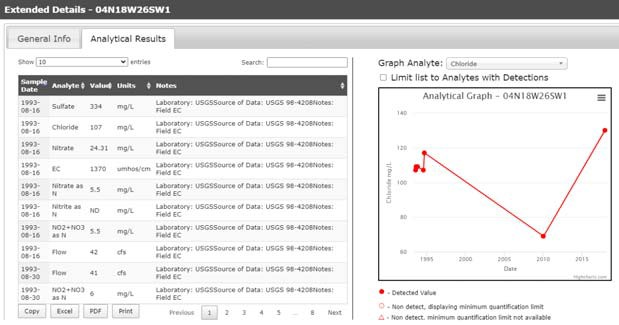 Extended Details - 04N18W26SW1
General Info Analytical Results
Show 10 entries Search:
Sample Date Analyte Value Units Notes
1993-08-16 Sulfate 334 mg/L Laboratory: USGSSource of Data: USGS 98-4208Notes: Field EC
1993-08-16 Chloride 107 mg/L Laboratory: USGSSource of Data: USGS 98-4208Notes: Field EC
1993-08-16 Nitrate 24.31 mg/L Laboratory: USGSSource of Data: USGS 98-4208Notes: Field EC
1993-08-16 EC 1370 umhos/cm Laboratory: USGSSource of Data: USGS 98-4208Notes: Field EC
1993-08-16 Nitrate as N 5.5 mg/L Laboratory: USGSSource of Data: USGS 98-4208Notes: Field EC
1993-08-16 Nitrite as N ND mg/L Laboratory: USGSSource of Data: USGS 98-4208Notes: Field EC
1993-08-16 NO2+NO3 as N 5.5 mg/L Laboratory: USGSSource of Data: USGS 98-4208Notes: Field EC
1993-08-16 Flow 42 cfs Laboratory: USGSSource of Data: USGS 98-4208Notes: Field EC
1993-08-30 Flow 41 cfs Laboratory: USGSSource of Data: USGS 98-4208Notes: Field EC
1993-08-30 NO2+NO3 as N 6 mg/L Laboratory: USGSSource of Data: USGS 98-4208Notes: Field EC
Copy Excel PDF Print Previous 1 2 3 4 5 … 8 Next
Graph Analyte: Chloride
Limit list to Analytes with Detections
Analytical Graph - 04N18W26SW1
Chloride mg/L
140
120
100
80
60
1995 2000 2005 2010 2015
Date
Highcharts.com
- Detected Value
- Non detect, displaying minimum quantification limit
- Non detect, minimum quantification limit not available